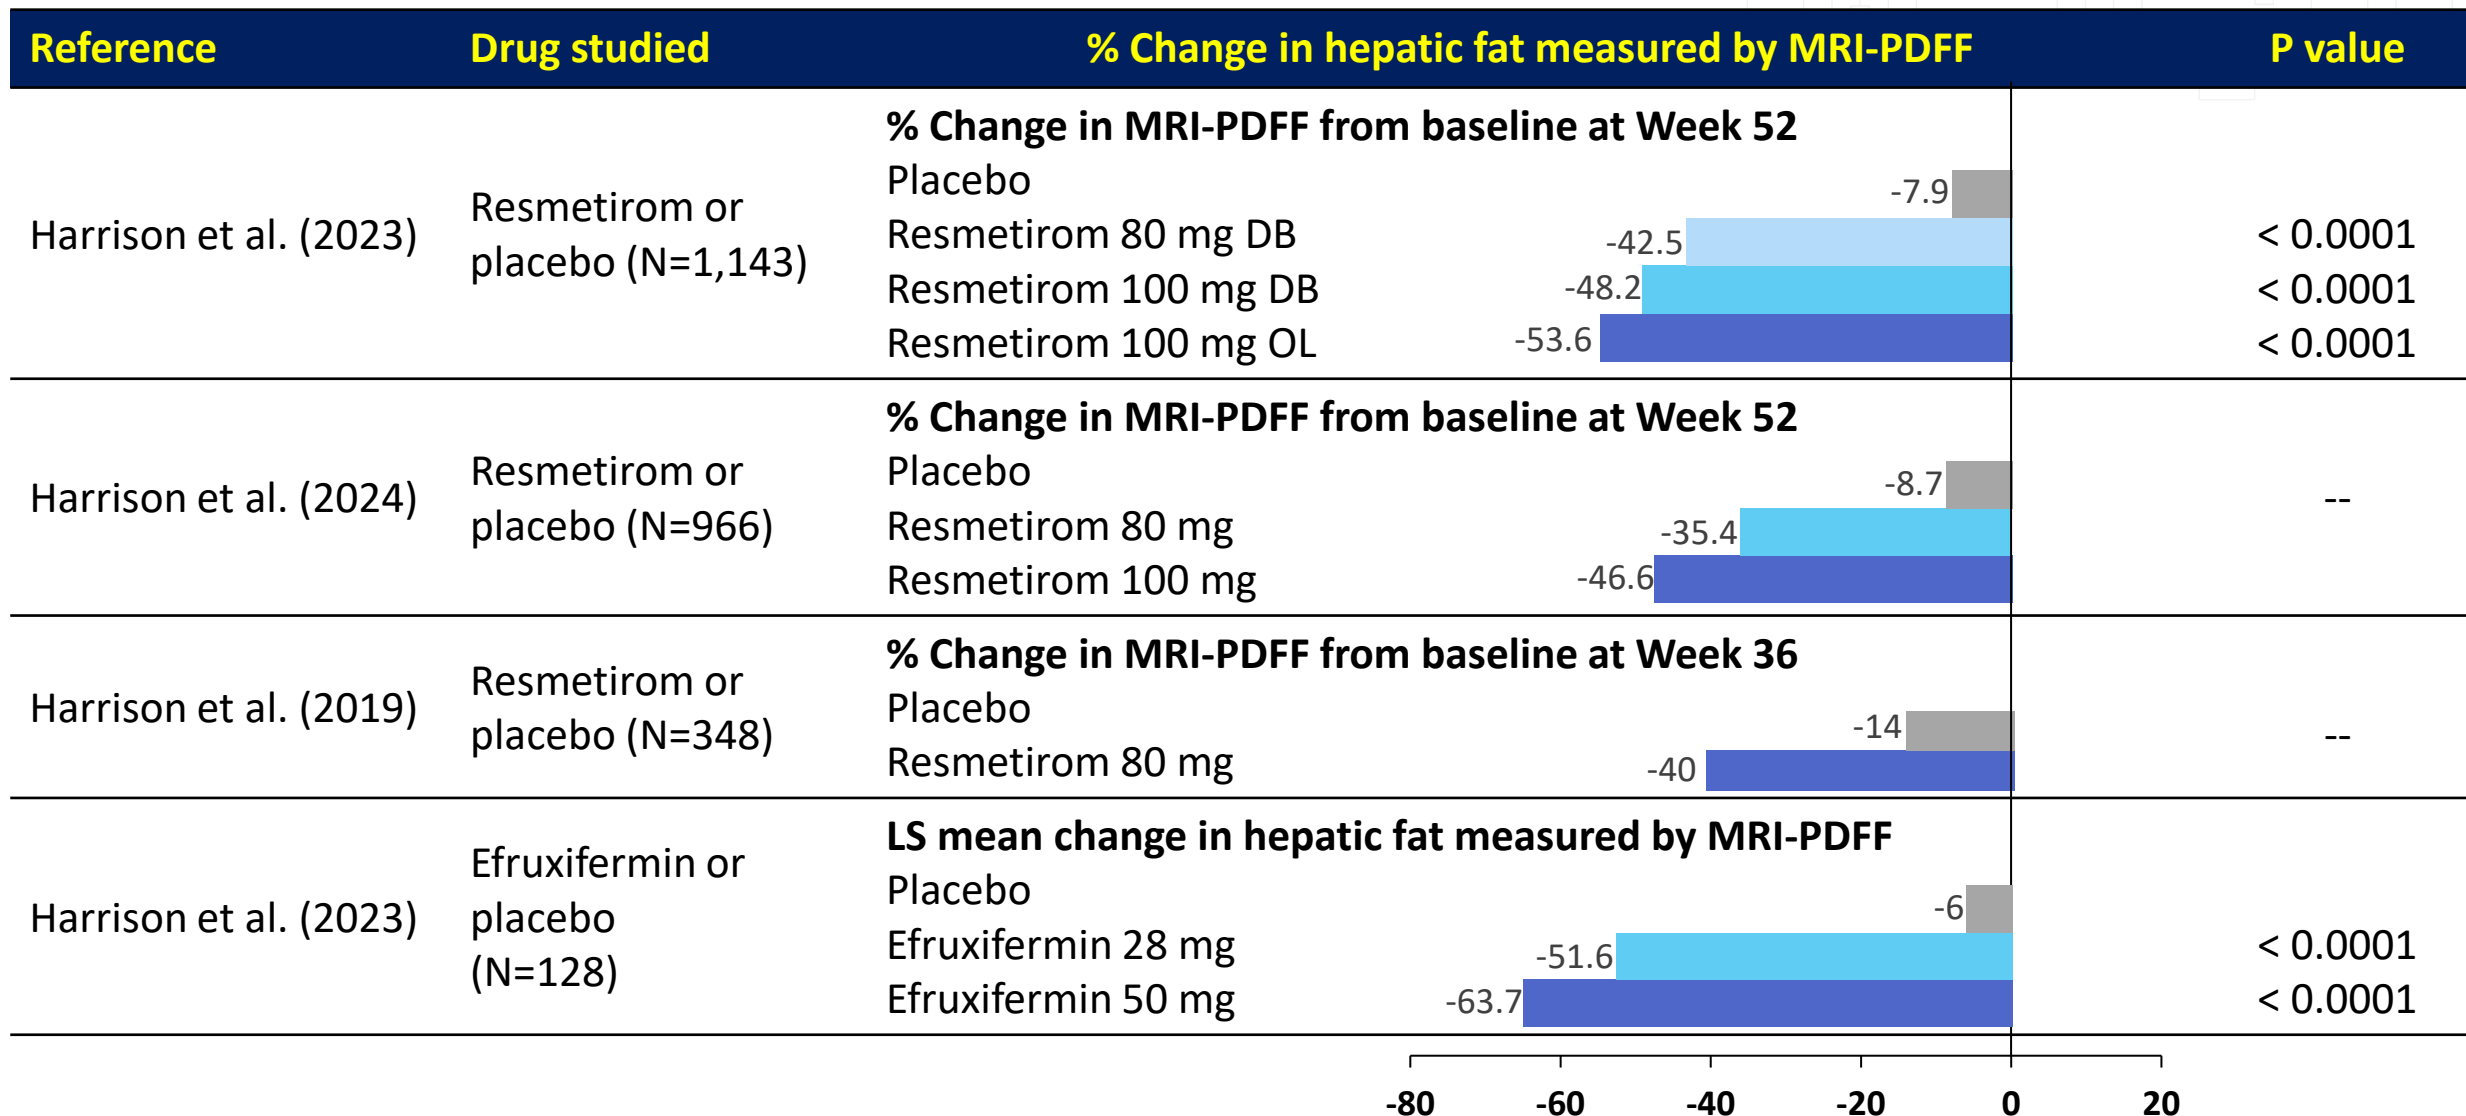 Reference Drug studied % Change in hepatic fat measured by MRI-PDFF P value
Harrison et al. (2023)
Resmetirom or
placebo (N=1,143)
% Change in MRI-PDFF from baseline at Week 52
Placebo -7.9
Resmetirom 80 mg DB -42.5 < 0.0001
Resmetirom 100 mg DB -48.2 < 0.0001
Resmetirom 100 mg OL -53.6 < 0.0001
Harrison et al. (2024)
Resmetirom or
placebo (N=966)
% Change in MRI-PDFF from baseline at Week 52
Placebo -8.7
Resmetirom 80 mg -35.4
Resmetirom 100 mg -46.6
--
Harrison et al. (2019)
Resmetirom or
placebo (N=348)
% Change in MRI-PDFF from baseline at Week 36
Placebo -14
Resmetirom 80 mg -40
--
Harrison et al. (2023)
Efruxifermin or
placebo
(N=128)
LS mean change in hepatic fat measured by MRI-PDFF
Placebo -6
Efruxifermin 28 mg -51.6 < 0.0001
Efruxifermin 50 mg -63.7 < 0.0001
-80 -60 -40 -20 0 20